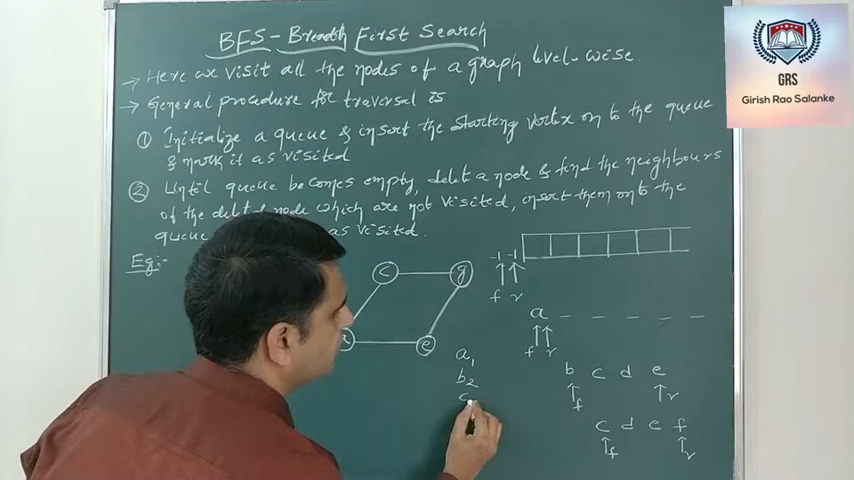 BFS - Breadth First Search
→ Here we visit all the nodes of a graph level-wise.
→ General procedure for traversal is
① Initialize a queue & insert the starting vertex on to the queue
& mark it as visited
② Until queue becomes empty, delete a node & find the neighbours
of the deleted node which are not visited, insert them onto the
queue as visited.
Eg:-
c g
a e
-1 -1
f r
a
f r
b c d e
f r
c d e f
f r
a1
b2
c
GRS
Girish Rao Salanke